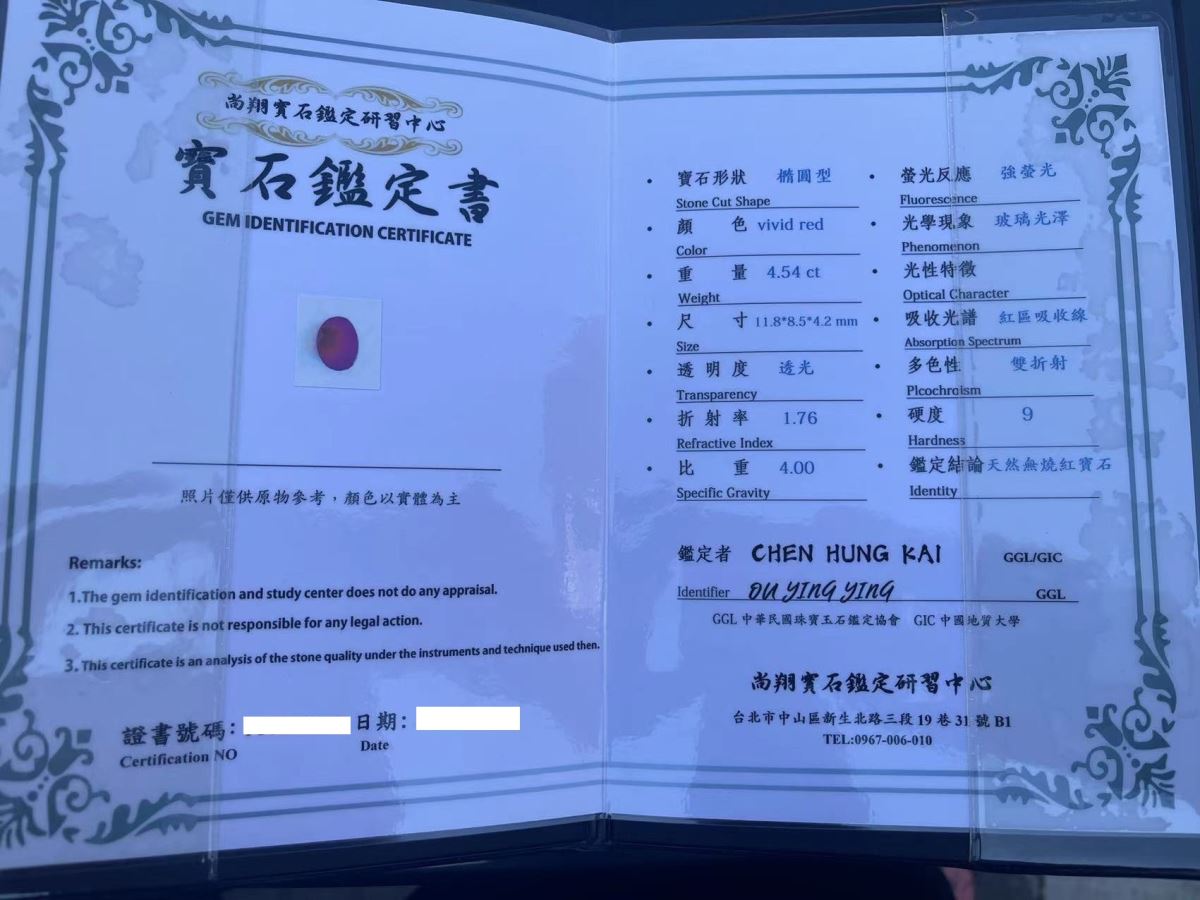 尚翔寶石鑑定研習中心
寶石鑑定書
GEM IDENTIFICATION CERTIFICATE
照片僅供原物參考，顏色以實體為主
Remarks:
1.The gem identification and study center does not do any appraisal.
2. This certificate is not responsible for any legal action.
3. This certificate is an analysis of the stone quality under the instruments and technique used then.
證書號碼：
Certification NO
日期：
Date
寶石形狀 橢圓型
Stone Cut Shape
顏色 vivid red
Color
重量 4.54 ct
Weight
尺寸 11.8*8.5*4.2 mm
Size
透明度 透光
Transparency
折射率 1.76
Refractive Index
比重 4.00
Specific Gravity
螢光反應 強螢光
Fluorescence
光學現象 玻璃光澤
Phenomenon
光性特徵
Optical Character
吸收光譜 紅區吸收線
Absorption Spectrum
多色性 雙折射
Plcochroism
硬度 9
Hardness
鑑定結論 天然無燒紅寶石
Identity
鑑定者 CHEN HUNG KAI GGL/GIC
Identifier OU YING YING GGL
GGL 中華民國珠寶玉石鑑定協會 GIC 中國地質大學
尚翔寶石鑑定研習中心
台北市中山區新生北路三段 19 巷 31 號 B1
TEL:0967-006-010